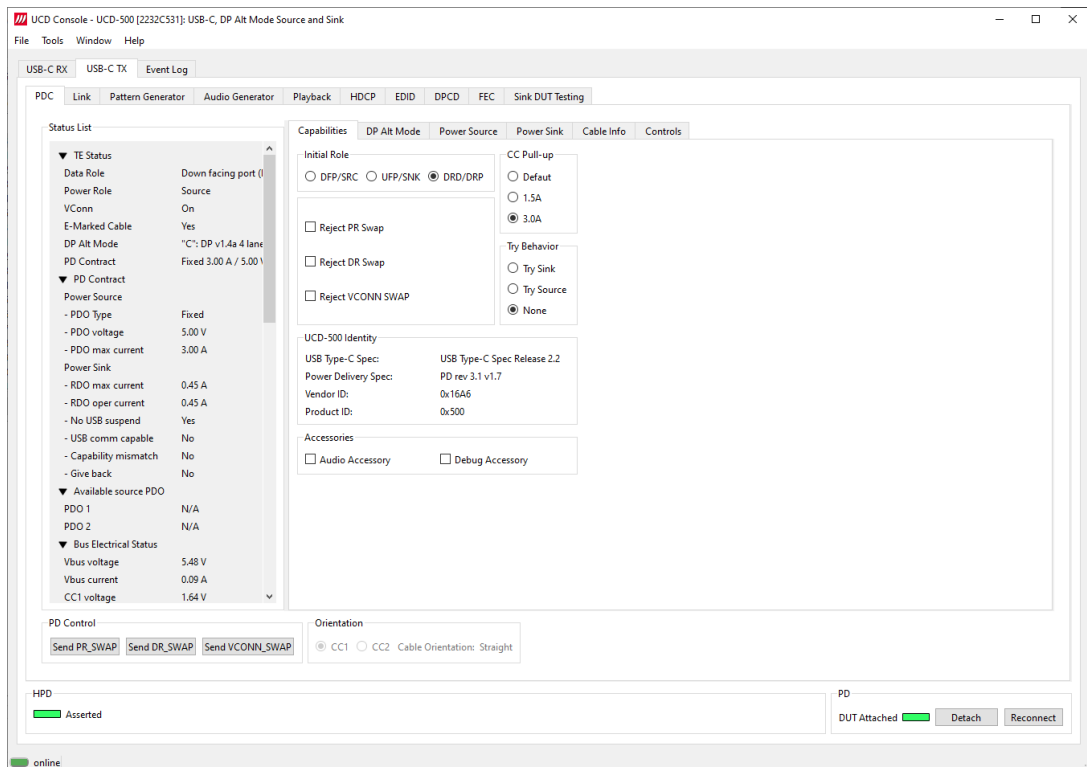 UCD Console - UCD-500 [2232C531]: USB-C, DP Alt Mode Source and Sink
File Tools Window Help
USB-C RX USB-C TX Event Log
PDC Link Pattern Generator Audio Generator Playback HDCP EDID DPCD FEC Sink DUT Testing
Status List
TE Status
Data Role Down facing port (
Power Role Source
VConn On
E-Marked Cable Yes
DP Alt Mode "C": DP v1.4a 4 lane
PD Contract Fixed 3.00 A / 5.00
PD Contract
Power Source
- PDO Type Fixed
- PDO voltage 5.00 V
- PDO max current 3.00 A
Power Sink
- RDO max current 0.45 A
- RDO oper current 0.45 A
- No USB suspend Yes
- USB comm capable No
- Capability mismatch No
- Give back No
Available source PDO
PDO 1 N/A
PDO 2 N/A
Bus Electrical Status
Vbus voltage 5.48 V
Vbus current 0.09 A
CC1 voltage 1.64 V
Capabilities DP Alt Mode Power Source Power Sink Cable Info Controls
Initial Role
DFP/SRC UFP/SNK DRD/DRP
Reject PR Swap
Reject DR Swap
Reject VCONN SWAP
CC Pull-up
Defaut
1.5A
3.0A
Try Behavior
Try Sink
Try Source
None
UCD-500 Identity
USB Type-C Spec: USB Type-C Spec Release 2.2
Power Delivery Spec: PD rev 3.1 v1.7
Vendor ID: 0x16A6
Product ID: 0x500
Accessories
Audio Accessory Debug Accessory
PD Control
Send PR_SWAP Send DR_SWAP Send VCONN_SWAP
Orientation
CC1 CC2 Cable Orientation: Straight
HPD
Asserted
PD
DUT Attached Detach Reconnect
online